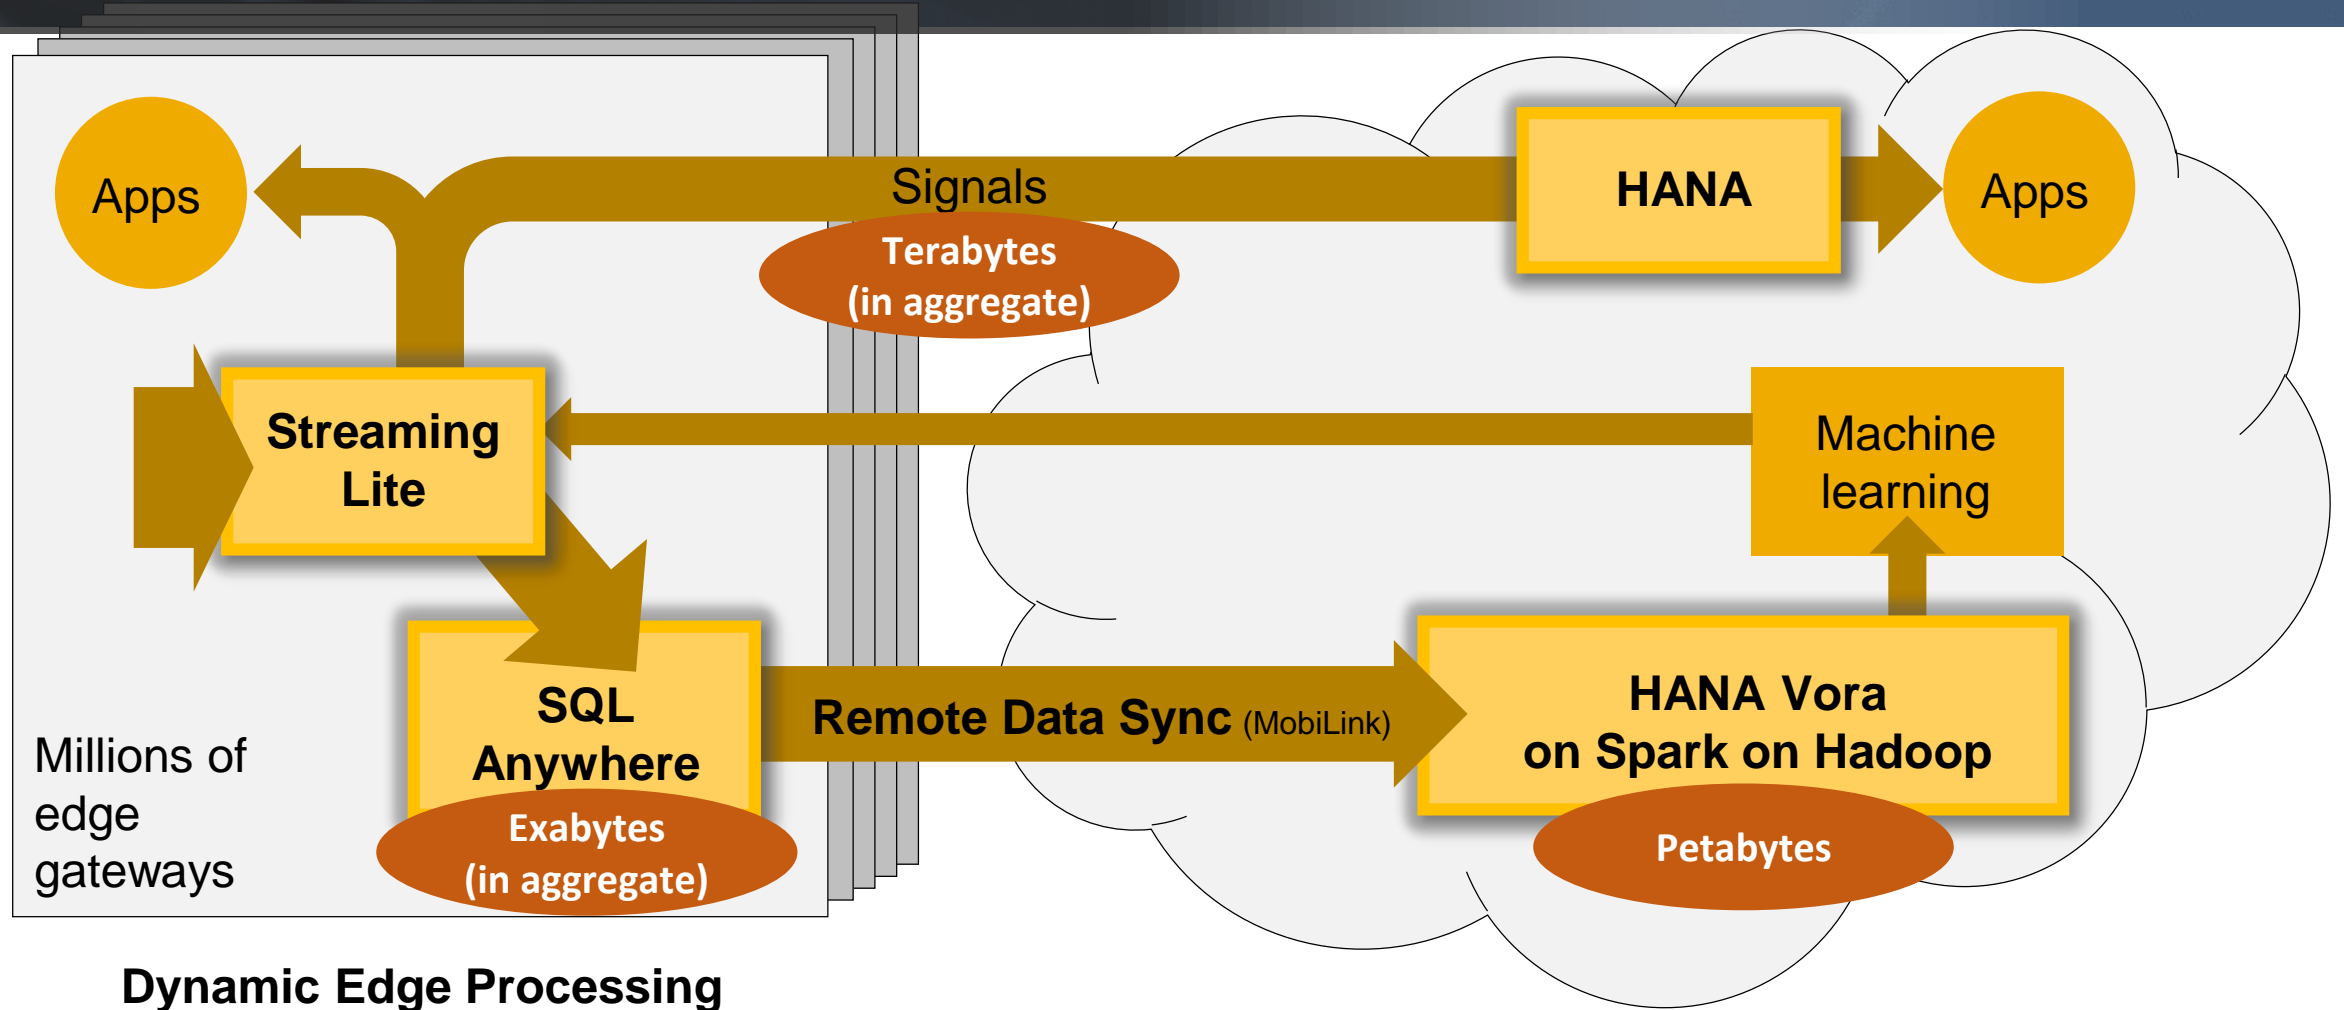 Apps
Signals
Terabytes
(in aggregate)
HANA
Apps
Streaming
Lite
Machine
learning
SQL
Anywhere
Exabytes
(in aggregate)
Remote Data Sync (MobiLink)
HANA Vora
on Spark on Hadoop
Petabytes
Millions of
edge
gateways
Dynamic Edge Processing